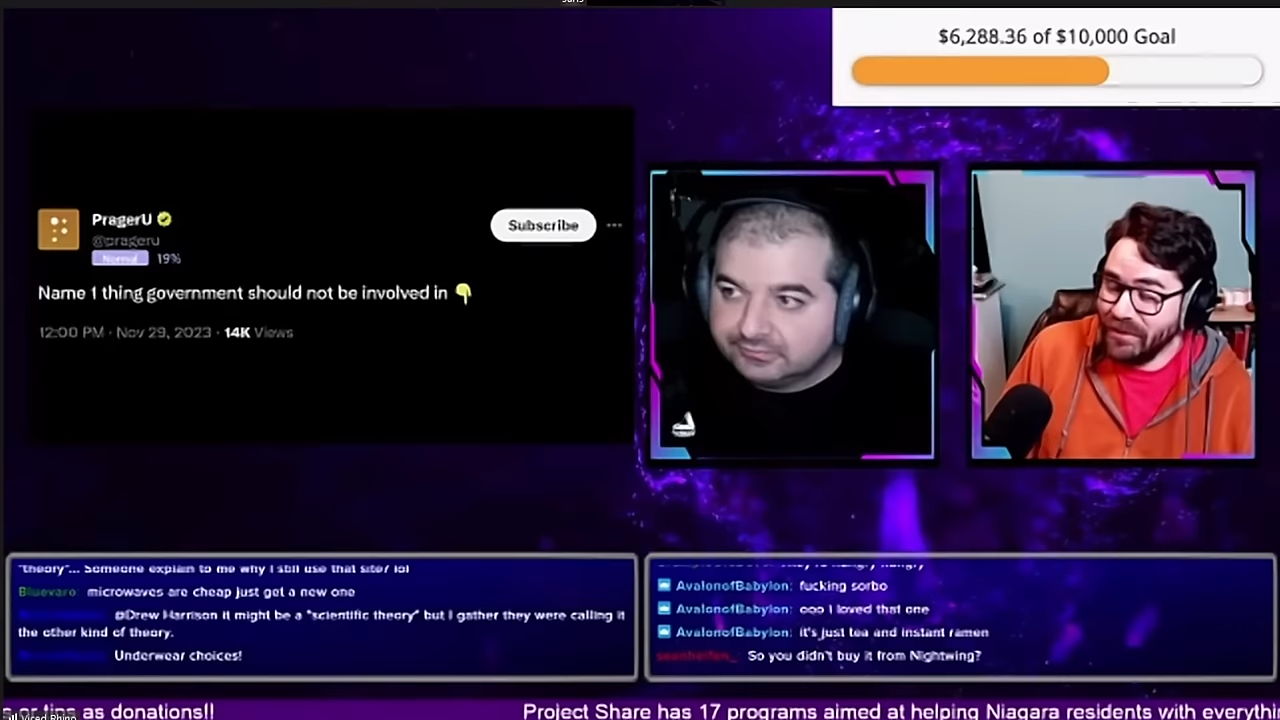 $6,288.36 of $10,000 Goal
PragerU
@prageru
Normal 19%
Subscribe
Name 1 thing government should not be involved in 👇
12:00 PM · Nov 29, 2023 · 14K Views
"theory"... Someone explain to me why I still use that site? lol
Bluevaro: microwaves are cheap just get a new one
@Drew Harrison it might be a "scientific theory" but I gather they were calling it
the other kind of theory.
Underwear choices!
AvalonofBabylon: fucking sorbo
AvalonofBabylon: ooo I loved that one
AvalonofBabylon: it's just tea and instant ramen
So you didn't buy it from Nightwing?
s or tips as donations!!
Project Share has 17 programs aimed at helping Niagara residents with everythi
Viced Rhino